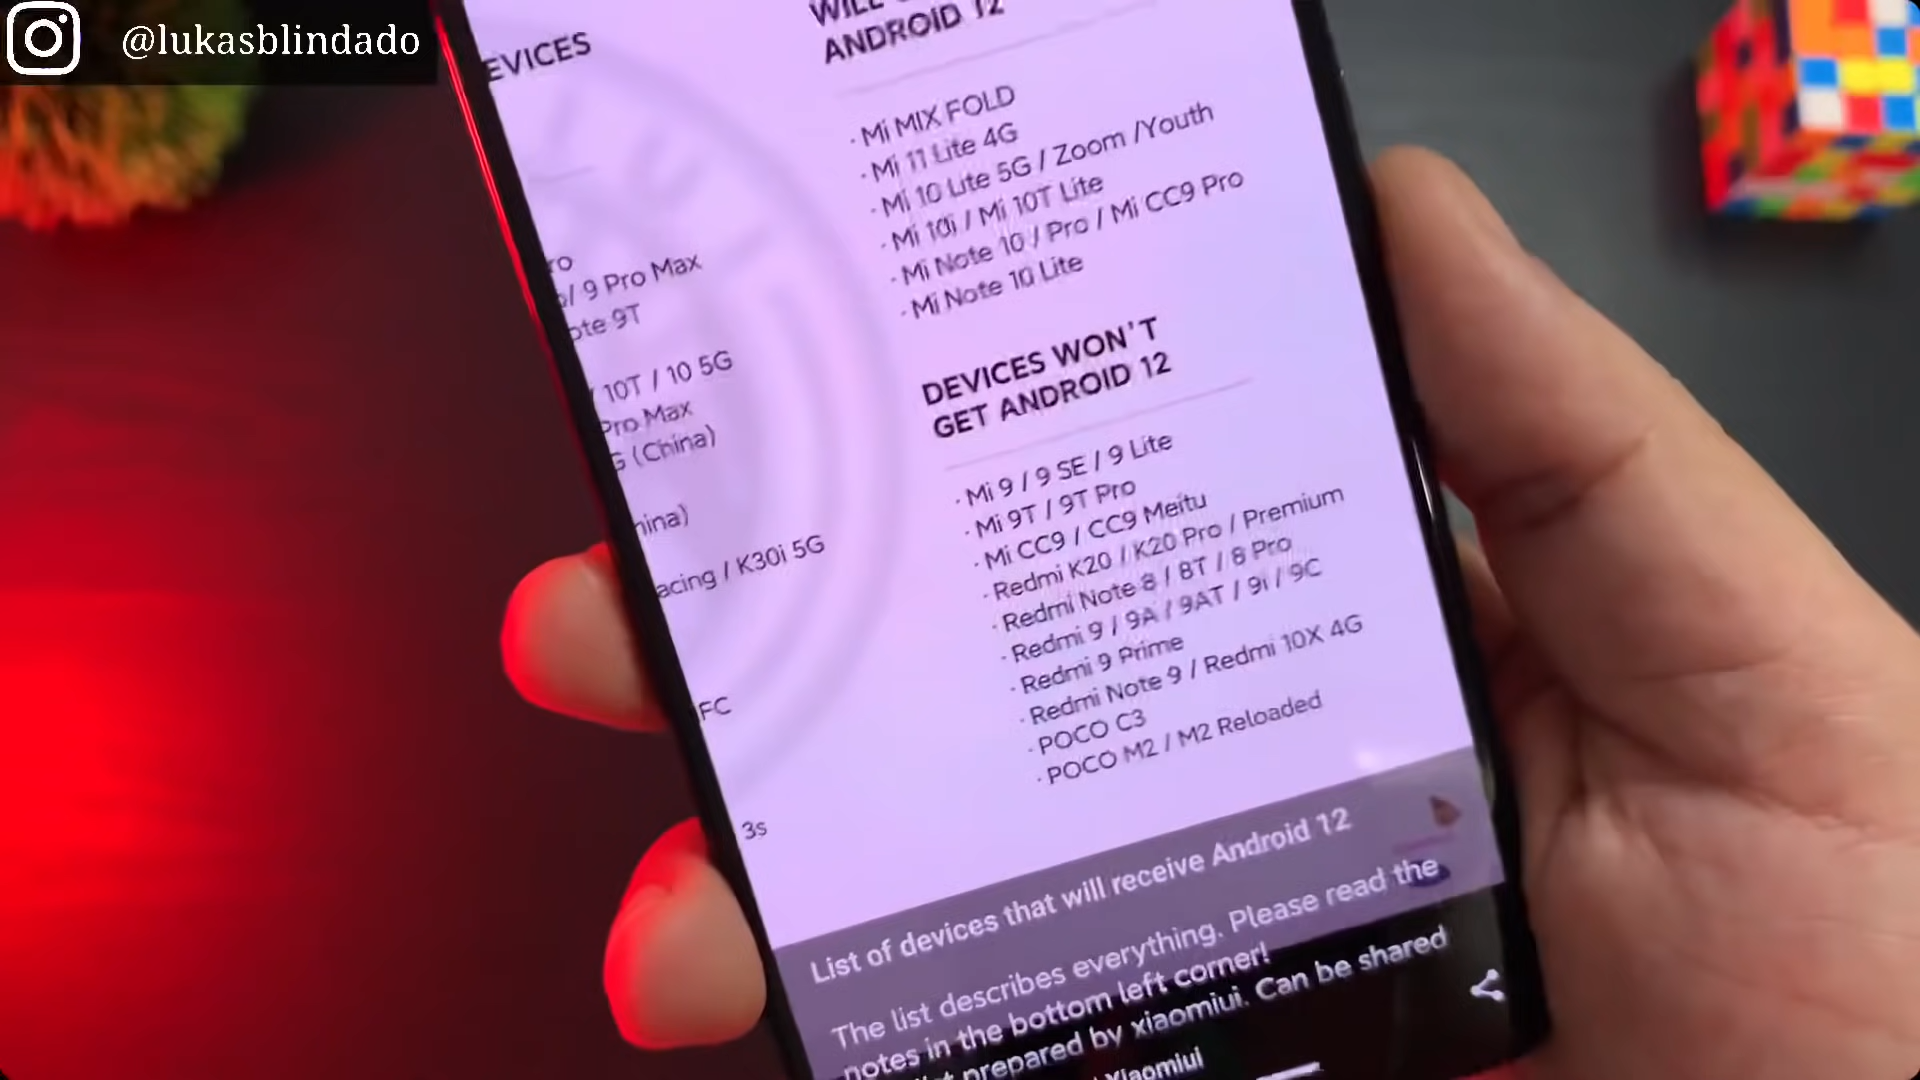 @lukasblindado
EVICES
ro
/ 9 Pro Max
ote 9T
10T / 10 5G
Pro Max
G (China)
hina)
acing / K30i 5G
FC
3s
ANDROID 12
· Mi MIX FOLD
· Mi 11 Lite 4G
· Mi 10 Lite 5G / Zoom /Youth
· Mi 10i / Mi 10T Lite
· Mi Note 10 / Pro / Mi CC9 Pro
· Mi Note 10 Lite
DEVICES WON'T
GET ANDROID 12
· Mi 9 / 9 SE / 9 Lite
· Mi 9T / 9T Pro
· Mi CC9 / CC9 Meitu
· Redmi K20 / K20 Pro / Premium
· Redmi Note 8 / 8T / 8 Pro
· Redmi 9 / 9A / 9AT / 9i / 9C
· Redmi 9 Prime
· Redmi Note 9 / Redmi 10X 4G
· POCO C3
· POCO M2 / M2 Reloaded
List of devices that will receive Android 12
The list describes everything. Please read the
notes in the bottom left corner!
prepared by xiaomiui. Can be shared
Xiaomiui